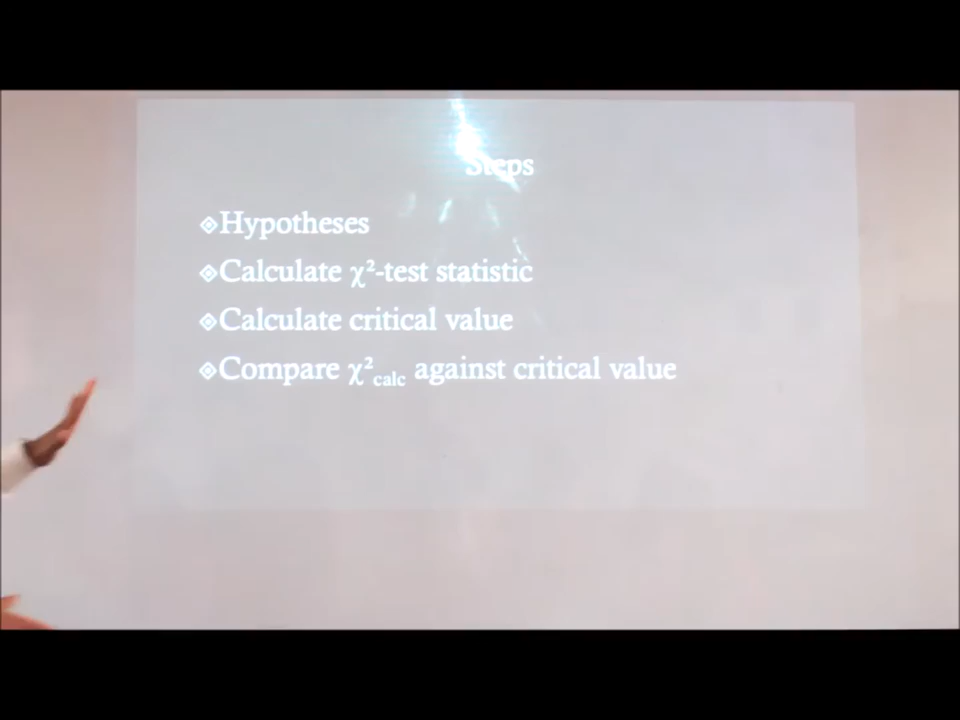 Steps
Hypotheses
Calculate χ²-test statistic
Calculate critical value
Compare χ²calc against critical value